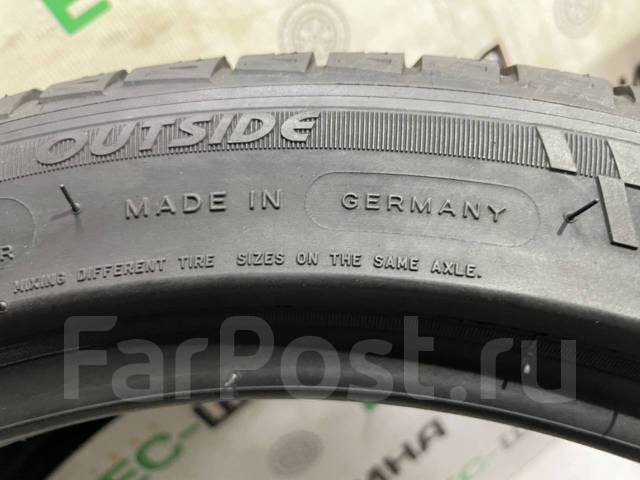 OUTSIDE
MADE IN GERMANY
R
MIXING DIFFERENT TIRE SIZES ON THE SAME AXLE.
FarPost.ru